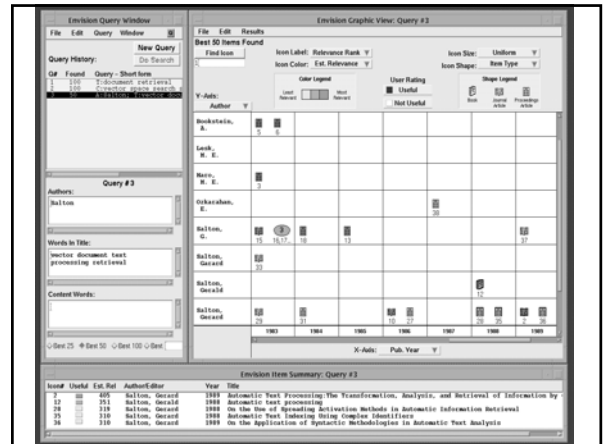 Envision Query Window
File Edit Query Window
New Query
Query History:
Do Search
Q# Found Query - Short form
1 100 T:document retrieval
2 100 C:vector space search s
3 50 A:Salton; T:vector doc
Query #3
Authors:
Salton
Words In Title:
vector document text
processing retrieval
Content Words:
Best 25 Best 50 Best 100 Best
Envision Graphic View: Query #3
File Edit Results
Best 50 Items Found
Find Icon
Icon Label: Relevance Rank
Icon Size: Uniform
Icon Color: Est. Relevance
Icon Shape: Item Type
Color Legend
Least Relevant
Most Relevant
User Rating
Useful
Not Useful
Shape Legend
Book
Journal Article
Proceedings Article
Y-Axis:
Author
Bookstein, A.
5 6
Lesk, M. E.
Maro, M. E.
3
Ozkarahan, E.
38
Salton, G.
15 16,17.. 18 13 37
Salton, Garard
33
Salton, Gerald
12
Salton, Gerard
29 31 10 27 28 35 2 36
1983 1984 1985 1986 1987 1988 1989
X-Axis: Pub. Year
Envision Item Summary: Query #3
Icon# Useful Est. Rel Author/Editor Year Title
2 405 Salton, Gerard 1989 Automatic Text Processing:The Transformation, Analysis, and Retrieval of Information by
12 351 Salton, Gerald 1988 Automatic text processing
28 319 Salton, Gerard 1988 On the Use of Spreading Activation Methods in Automatic Information Retrieval
35 310 Salton, Gerard 1988 Automatic Text Indexing Using Complex Identifiers
36 310 Salton, Gerard 1989 On the Application of Syntactic Methodologies in Automatic Text Analysis